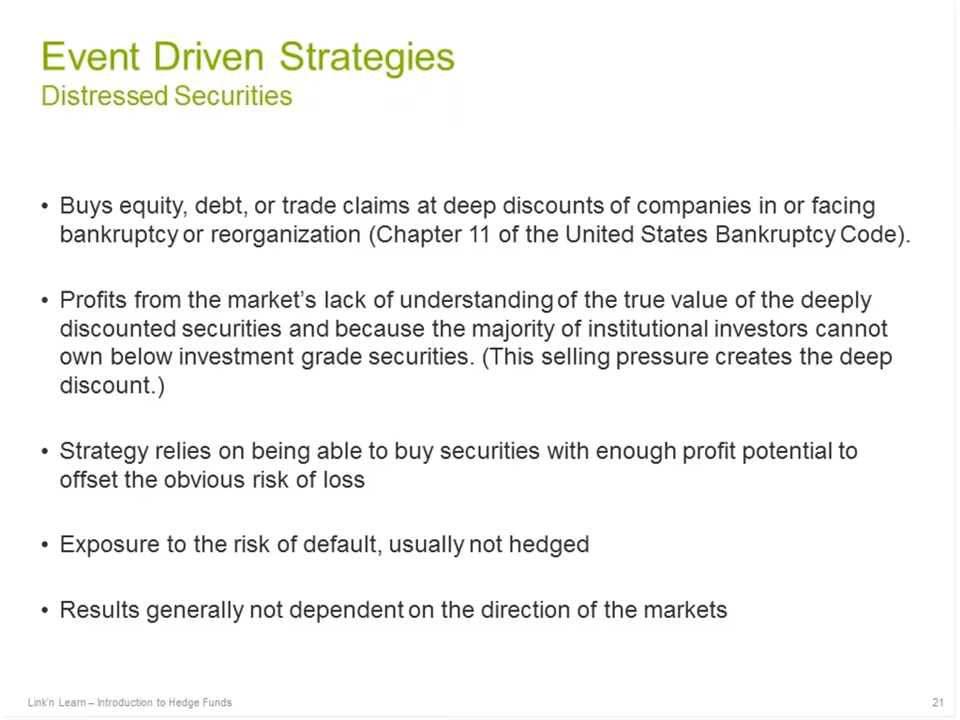 Event Driven Strategies
Distressed Securities
• Buys equity, debt, or trade claims at deep discounts of companies in or facing
bankruptcy or reorganization (Chapter 11 of the United States Bankruptcy Code).
• Profits from the market's lack of understanding of the true value of the deeply
discounted securities and because the majority of institutional investors cannot
own below investment grade securities. (This selling pressure creates the deep
discount.)
• Strategy relies on being able to buy securities with enough profit potential to
offset the obvious risk of loss
• Exposure to the risk of default, usually not hedged
• Results generally not dependent on the direction of the markets
Link'n Learn – Introduction to Hedge Funds
21